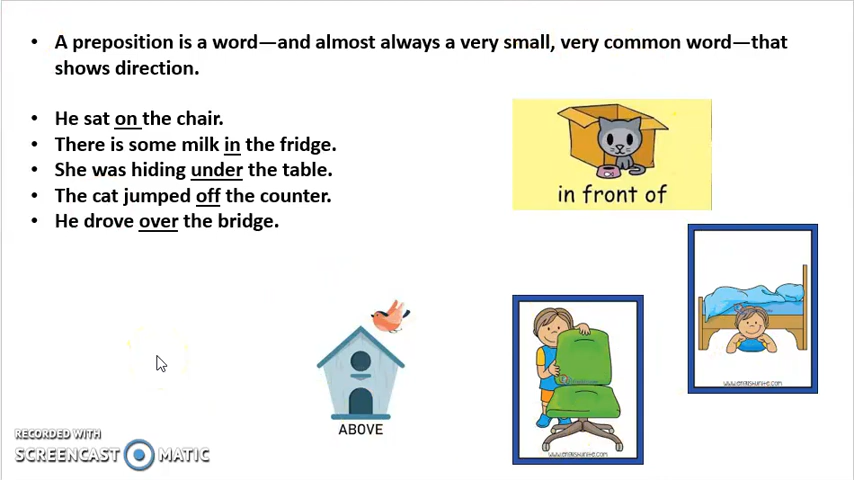 • A preposition is a word—and almost always a very small, very common word—that
shows direction.
• He sat on the chair.
• There is some milk in the fridge.
• She was hiding under the table.
• The cat jumped off the counter.
• He drove over the bridge.
in front of
ABOVE
RECORDED WITH
SCREENCAST MATIC